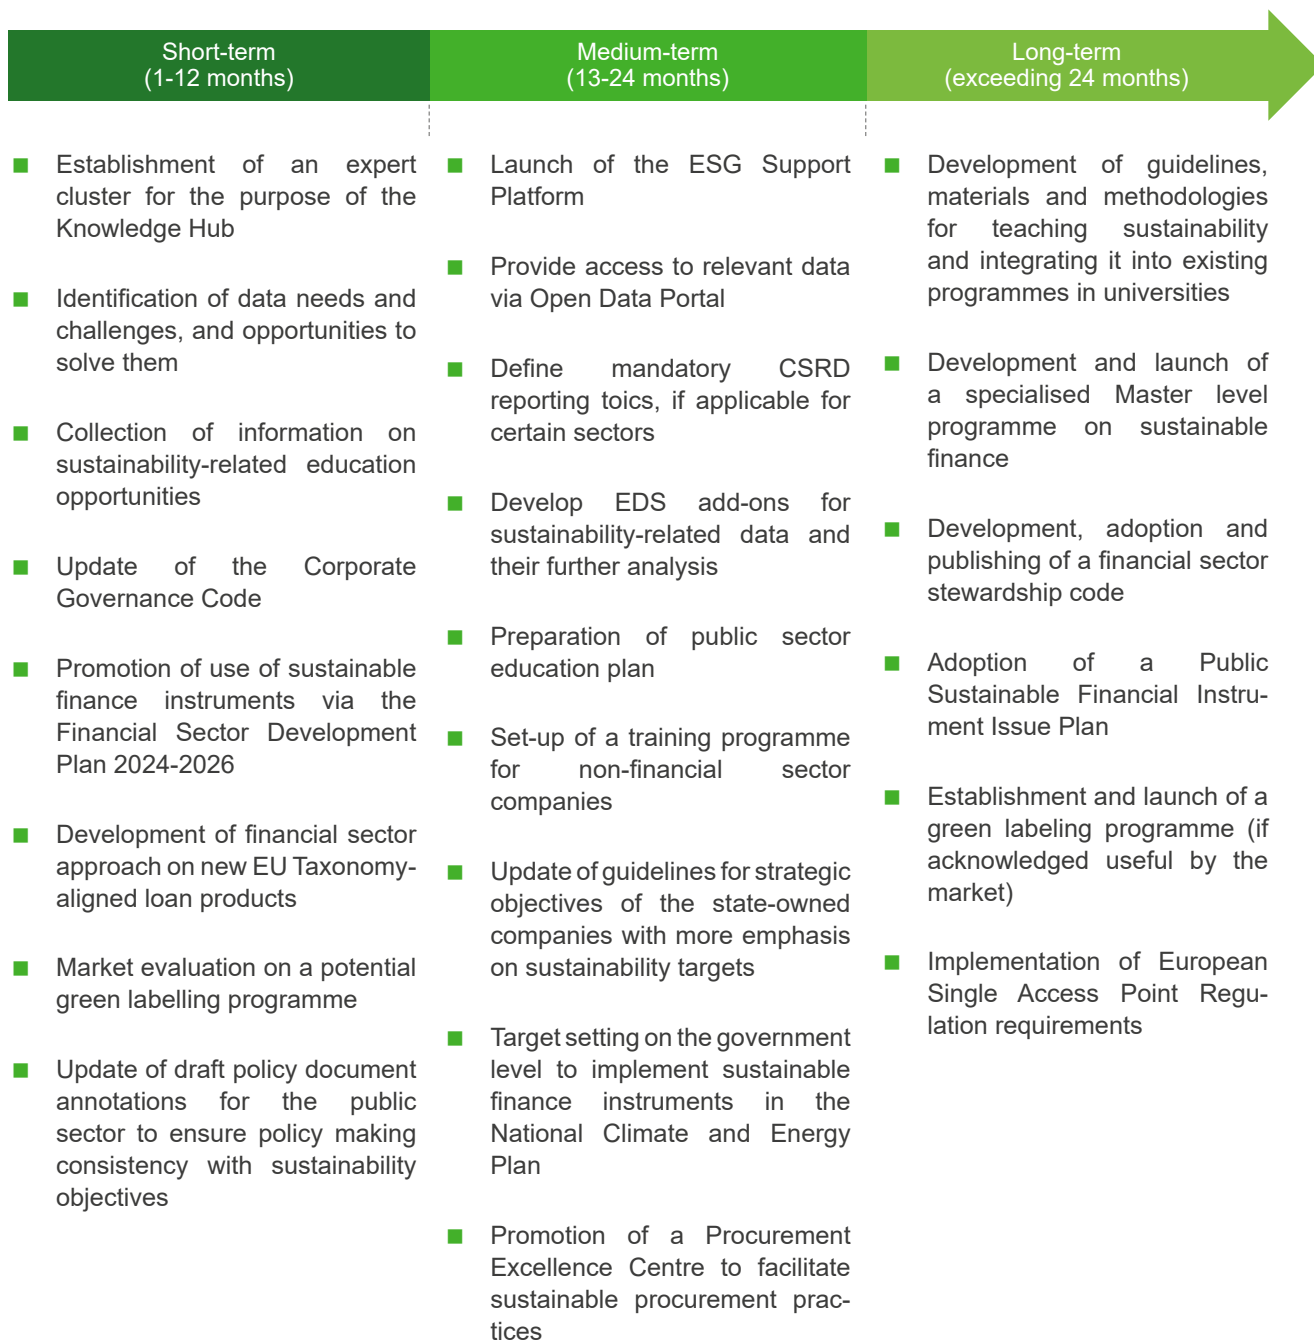 Short-term
(1-12 months)
Medium-term
(13-24 months)
Long-term
(exceeding 24 months)
Establishment of an expert
cluster for the purpose of the
Knowledge Hub
Identification of data needs and
challenges, and opportunities to
solve them
Collection of information on
sustainability-related education
opportunities
Update of the Corporate
Governance Code
Promotion of use of sustainable
finance instruments via the
Financial Sector Development
Plan 2024-2026
Development of financial sector
approach on new EU Taxonomy-
aligned loan products
Market evaluation on a potential
green labelling programme
Update of draft policy document
annotations for the public
sector to ensure policy making
consistency with sustainability
objectives
Launch of the ESG Support
Platform
Provide access to relevant data
via Open Data Portal
Define mandatory CSRD
reporting toics, if applicable for
certain sectors
Develop EDS add-ons for
sustainability-related data and
their further analysis
Preparation of public sector
education plan
Set-up of a training programme
for non-financial sector
companies
Update of guidelines for strategic
objectives of the state-owned
companies with more emphasis
on sustainability targets
Target setting on the government
level to implement sustainable
finance instruments in the
National Climate and Energy
Plan
Promotion of a Procurement
Excellence Centre to facilitate
sustainable procurement prac-
tices
Development of guidelines,
materials and methodologies
for teaching sustainability
and integrating it into existing
programmes in universities
Development and launch of
a specialised Master level
programme on sustainable
finance
Development, adoption and
publishing of a financial sector
stewardship code
Adoption of a Public
Sustainable Financial Instru-
ment Issue Plan
Establishment and launch of a
green labeling programme (if
acknowledged useful by the
market)
Implementation of European
Single Access Point Regu-
lation requirements